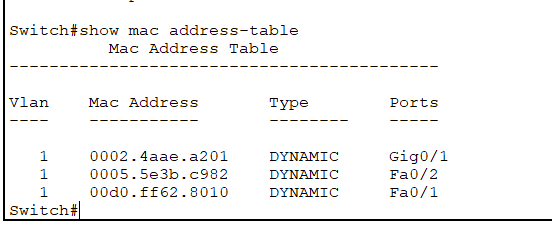 Switch#show mac address-table
Mac Address Table
-------------------------------------------
Vlan Mac Address Type Ports
---- ----------- -------- -----
1 0002.4aae.a201 DYNAMIC Gig0/1
1 0005.5e3b.c982 DYNAMIC Fa0/2
1 00d0.ff62.8010 DYNAMIC Fa0/1
Switch#